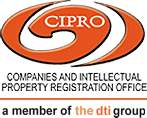 CIPRO
COMPANIES AND INTELLECTUAL
PROPERTY REGISTRATION OFFICE
a member of the dti group